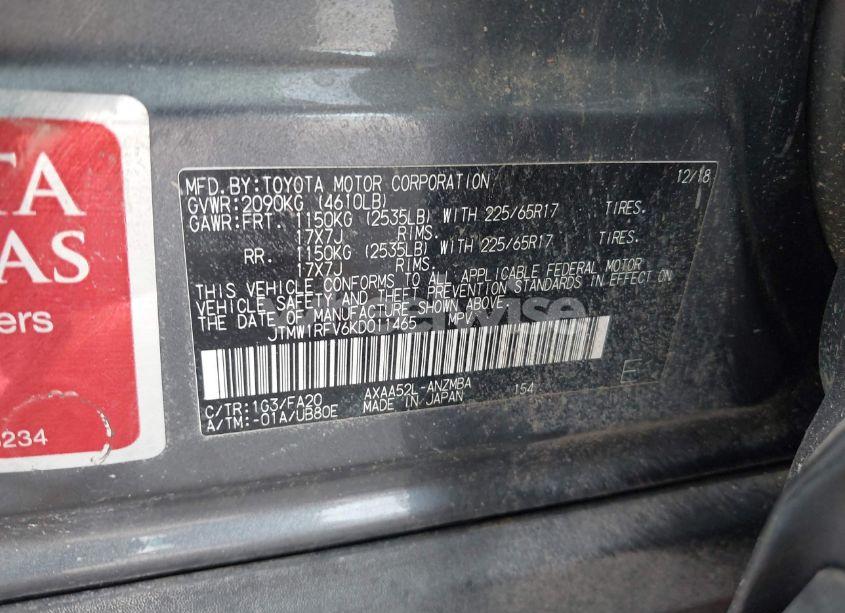 TA
AS
ers
234
MFD.BY:TOYOTA MOTOR CORPORATION 12/18
GVWR:2090KG (4610LB)
GAWR:FRT. 1150KG (2535LB) WITH 225/65R17 TIRES.
17X7J RIMS.
RR. 1150KG (2535LB) WITH 225/65R17 TIRES.
17X7J RIMS.
THIS VEHICLE CONFORMS TO ALL APPLICABLE FEDERAL MOTOR
VEHICLE SAFETY AND THEFT PREVENTION STANDARDS IN EFFECT ON
THE DATE OF MANUFACTURE SHOWN ABOVE.
JTMW1RFV6KD011465 MPV
C/TR:1G3/FA20 AXAA52L-ANZMBA 154 E
A/TM:-01A/UB80E MADE IN JAPAN